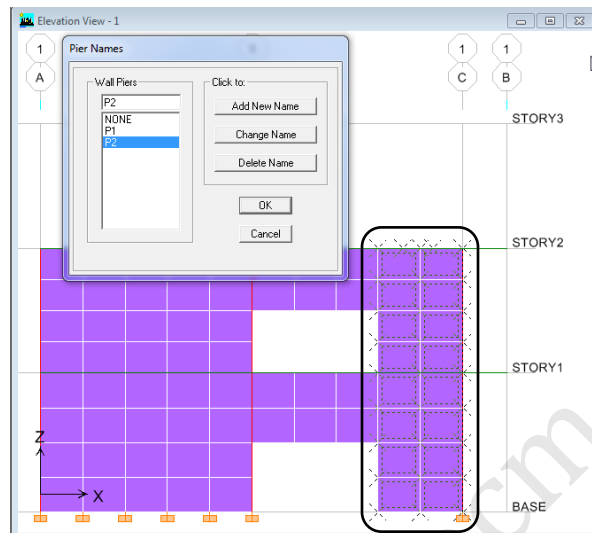 Elevation View - 1
1
1
1
A
C
B
Pier Names
Wall Piers
P2
NONE
P1
P2
Click to:
Add New Name
Change Name
Delete Name
OK
Cancel
STORY3
STORY2
STORY1
BASE
Z
X
cm